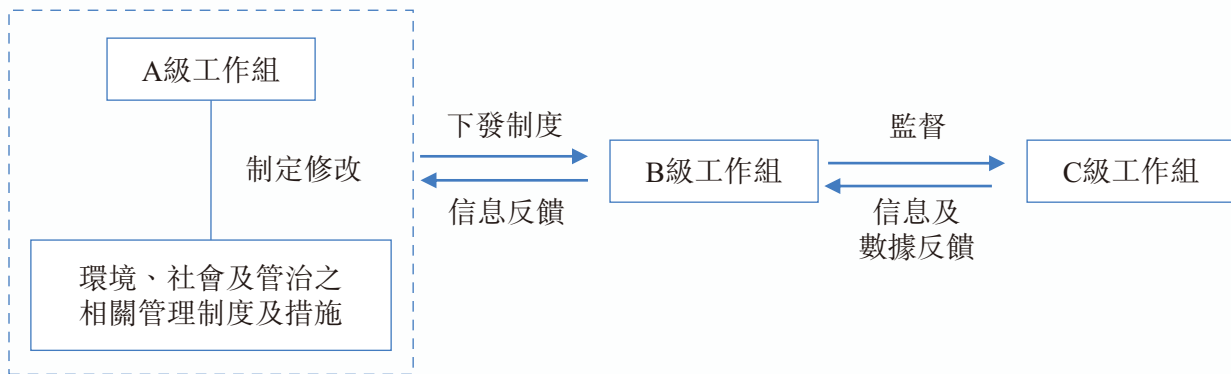 A級工作組
制定修改
環境、社會及管治之
相關管理制度及措施
下發制度
信息反饋
B級工作組
監督
信息及
數據反饋
C級工作組